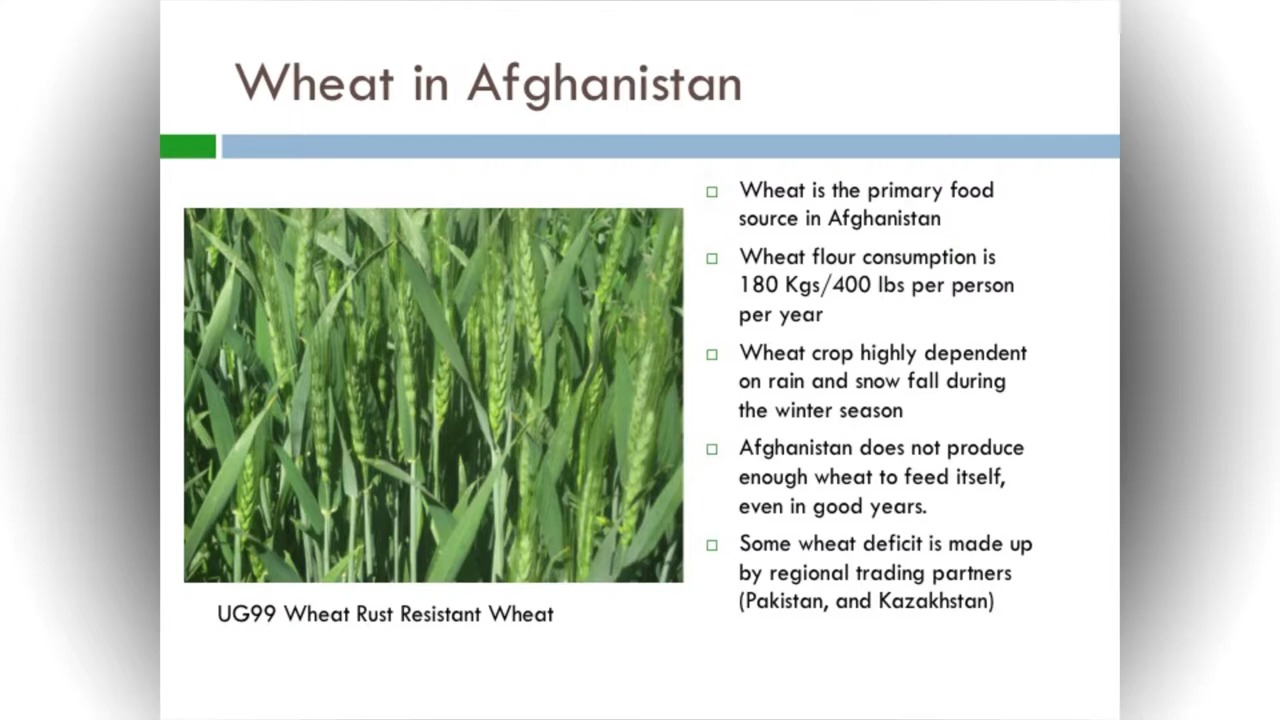 Wheat in Afghanistan
Wheat is the primary food
source in Afghanistan
Wheat flour consumption is
180 Kgs/400 lbs per person
per year
Wheat crop highly dependent
on rain and snow fall during
the winter season
Afghanistan does not produce
enough wheat to feed itself,
even in good years.
Some wheat deficit is made up
by regional trading partners
(Pakistan, and Kazakhstan)
UG99 Wheat Rust Resistant Wheat